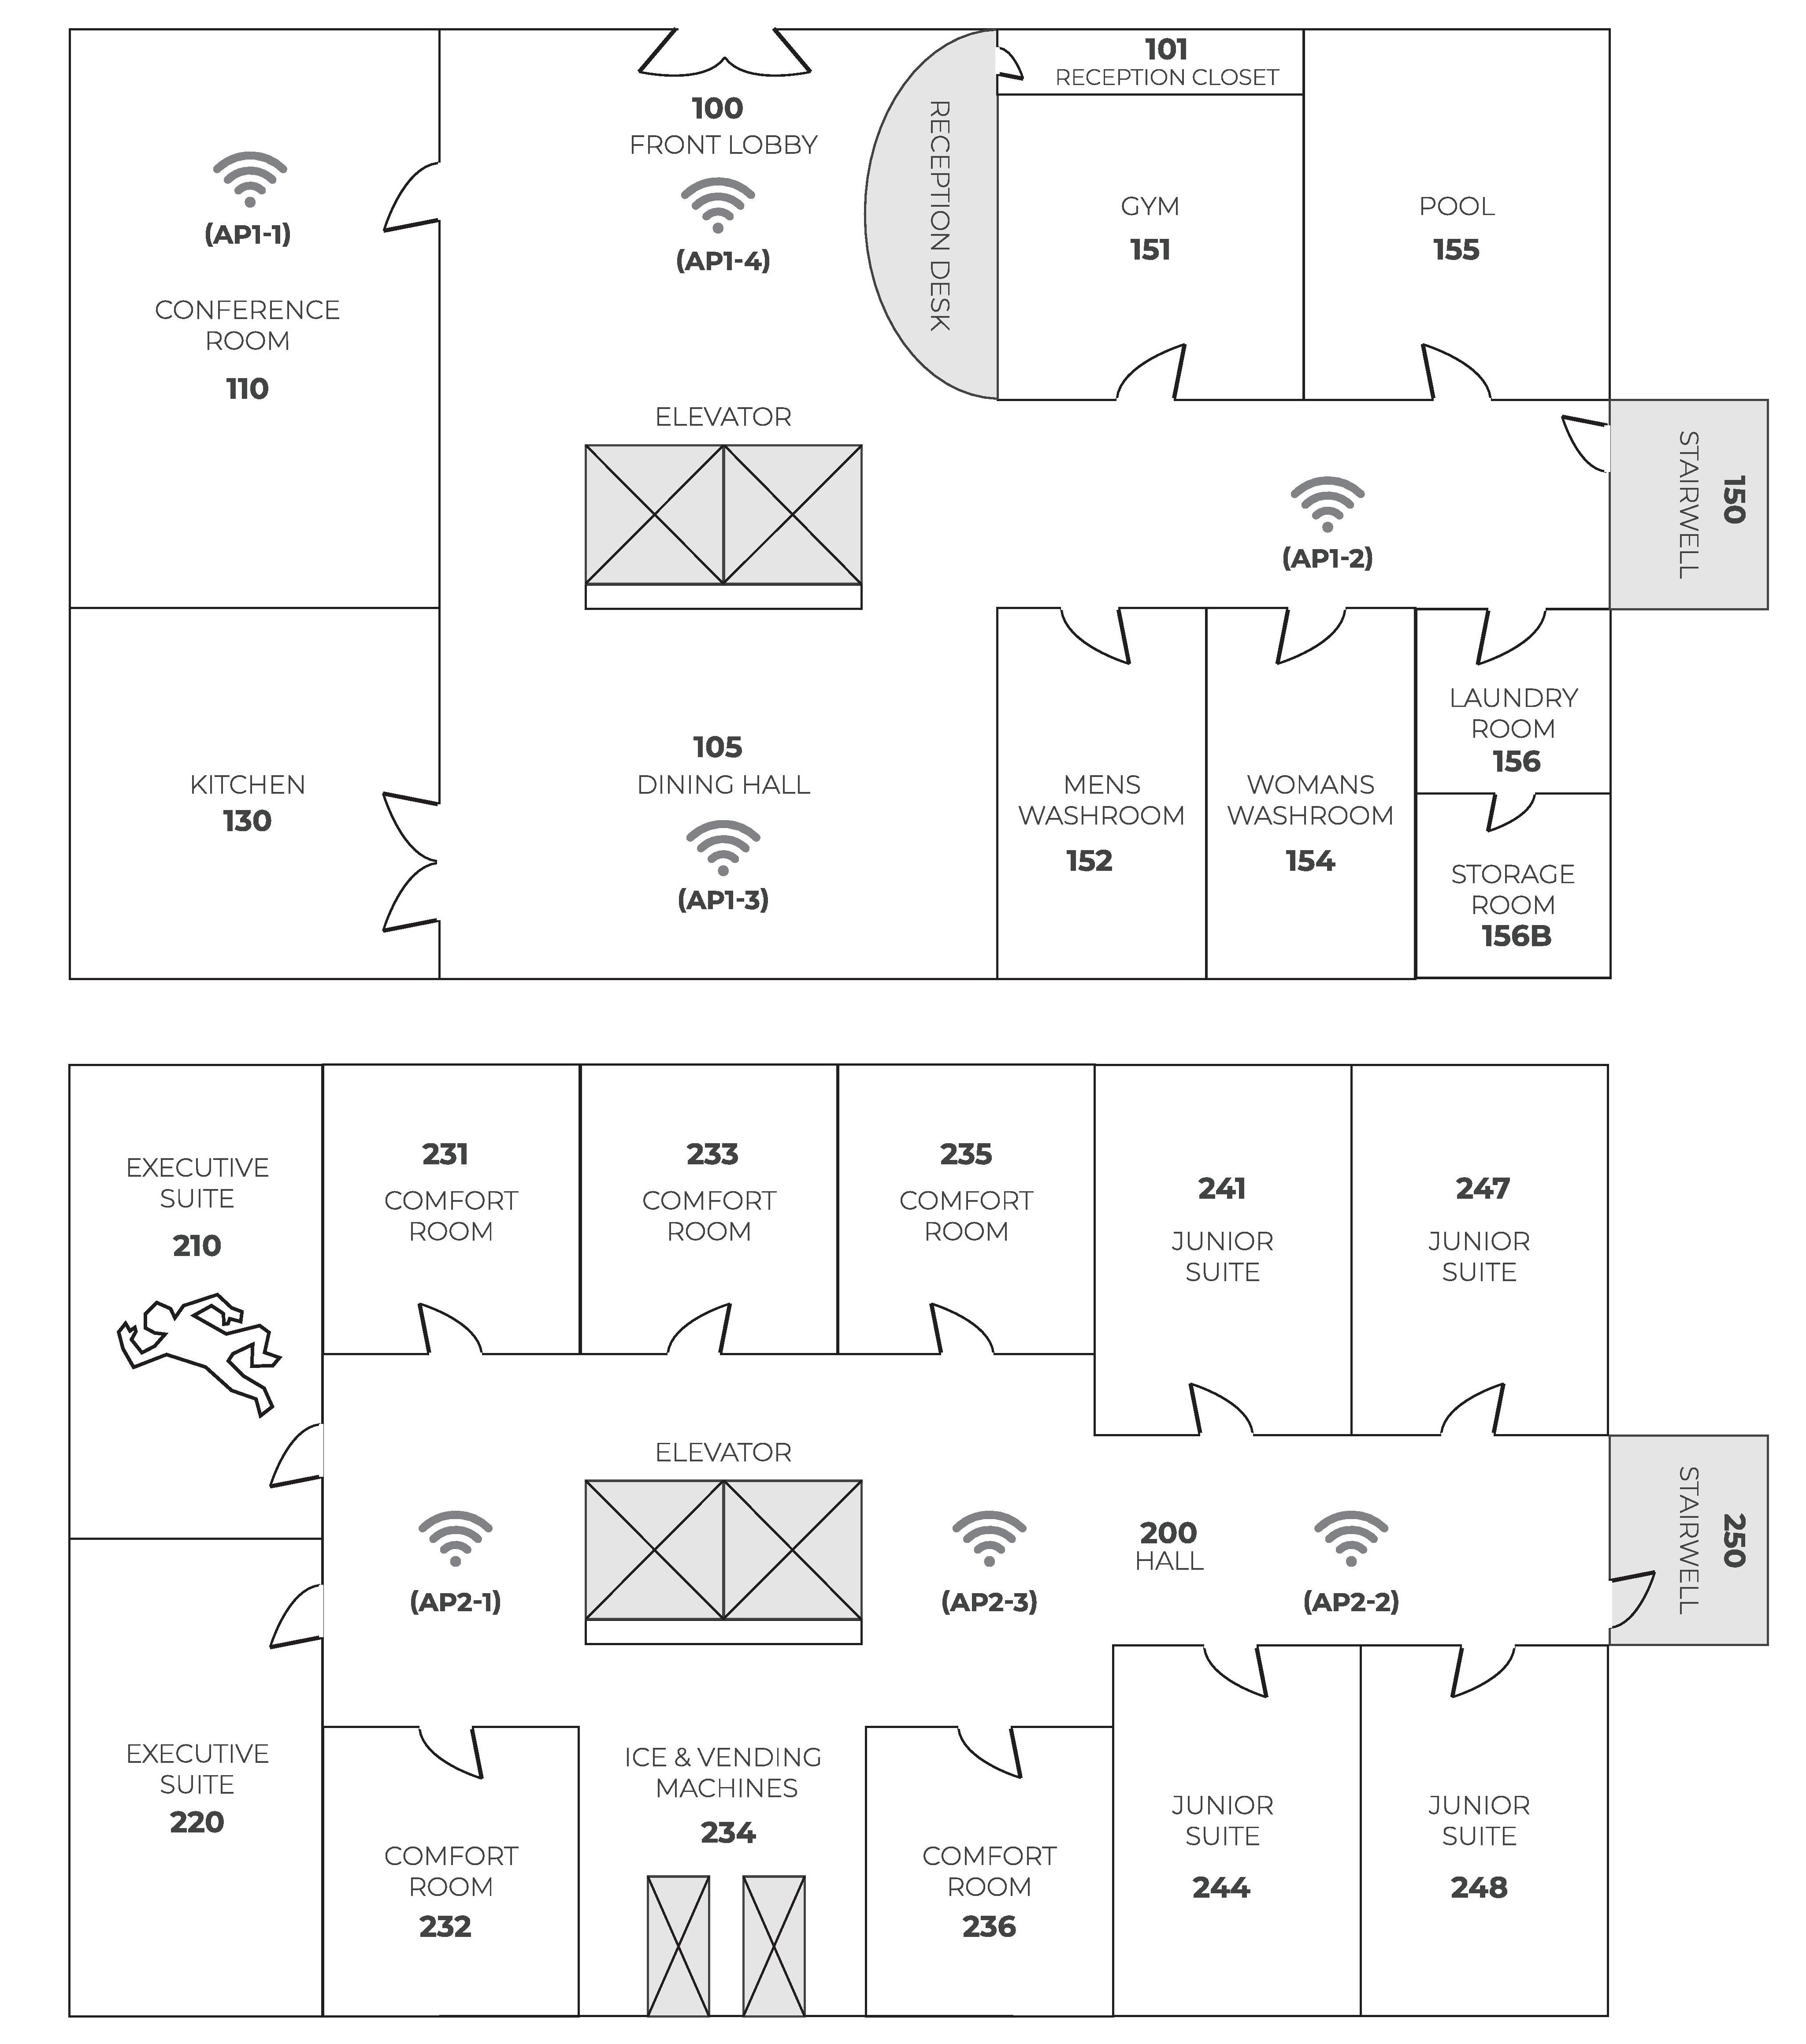 101
RECEPTION CLOSET
100
FRONT LOBBY
(AP1-4)
RECEPTION DESK
(AP1-1)
CONFERENCE
ROOM
110
GYM
151
POOL
155
ELEVATOR
(AP1-2)
STAIRWELL
150
KITCHEN
130
105
DINING HALL
(AP1-3)
MENS
WASHROOM
152
WOMANS
WASHROOM
154
LAUNDRY
ROOM
156
STORAGE
ROOM
156B
EXECUTIVE
SUITE
210
231
COMFORT
ROOM
233
COMFORT
ROOM
235
COMFORT
ROOM
241
JUNIOR
SUITE
247
JUNIOR
SUITE
ELEVATOR
(AP2-1)
(AP2-3)
200
HALL
(AP2-2)
STAIRWELL
250
EXECUTIVE
SUITE
220
COMFORT
ROOM
232
ICE & VENDING
MACHINES
234
COMFORT
ROOM
236
JUNIOR
SUITE
244
JUNIOR
SUITE
248